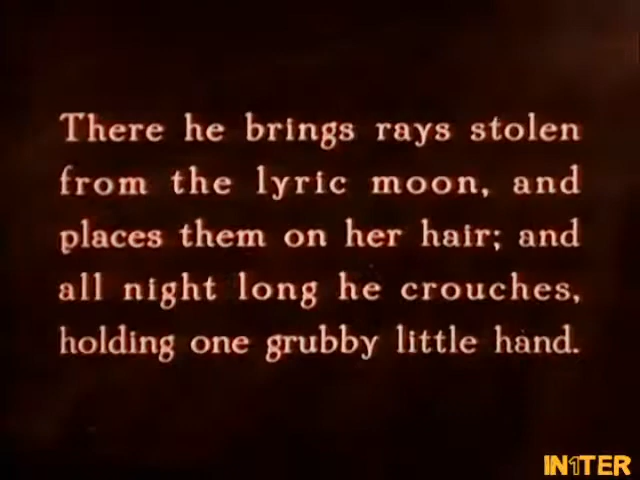 There he brings rays stolen
from the lyric moon, and
places them on her hair; and
all night long he crouches,
holding one grubby little hand.
IN1TER